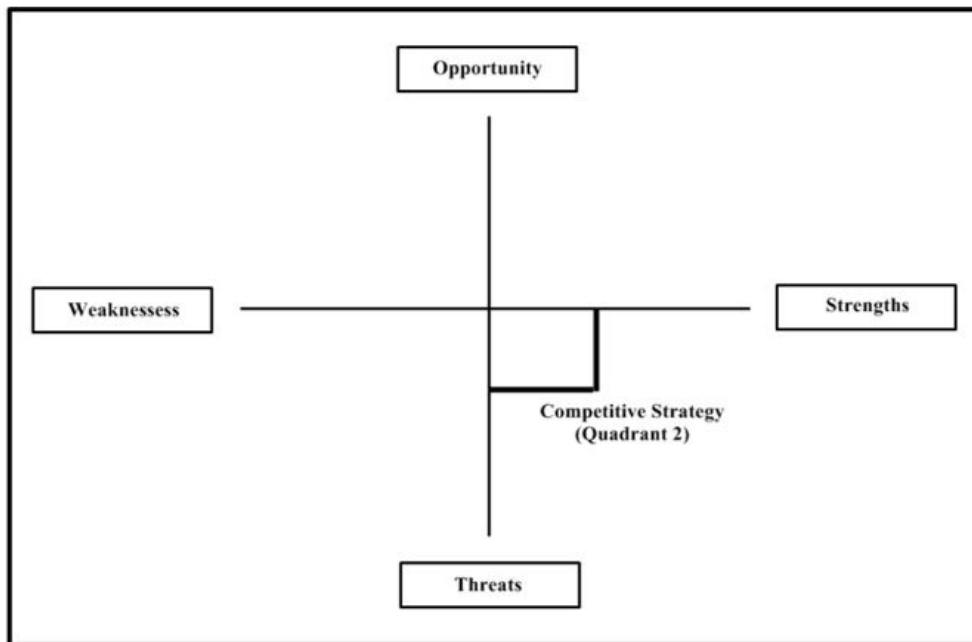 Opportunity
Weaknessess
Strengths
Competitive Strategy
(Quadrant 2)
Threats